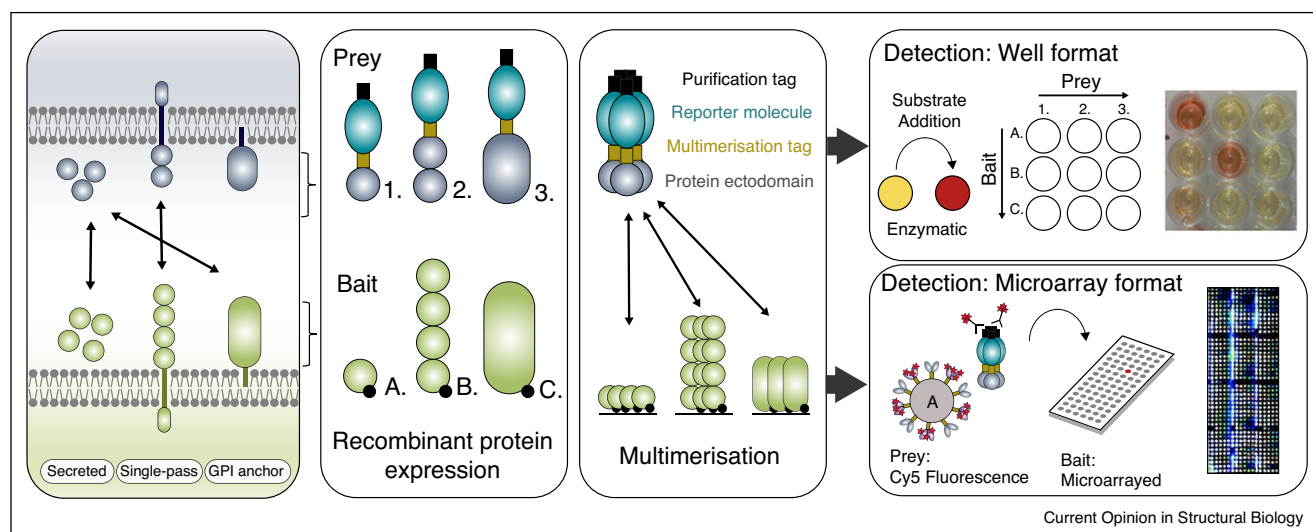 Secreted
Single-pass
GPI anchor
Prey
1.
2.
3.
Bait
A.
B.
C.
Recombinant protein
expression
Purification tag
Reporter molecule
Multimerisation tag
Protein ectodomain
Multimerisation
Detection: Well format
Substrate
Addition
Enzymatic
Prey
1.
2.
3.
Bait
A.
B.
C.
Detection: Microarray format
A
Prey:
Cy5 Fluorescence
Bait:
Microarrayed
Current Opinion in Structural Biology